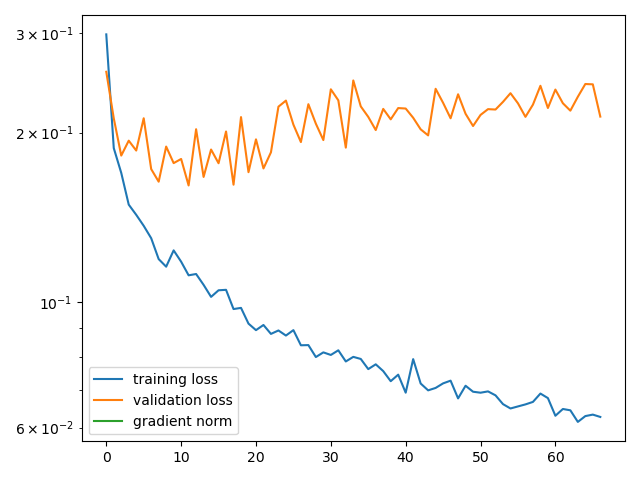 3 × 10⁻¹
2 × 10⁻¹
10⁻¹
6 × 10⁻²
training loss
validation loss
gradient norm
0 10 20 30 40 50 60